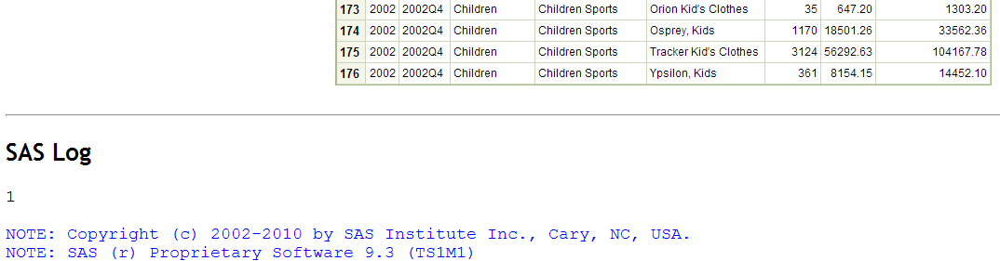 173 2002 2002Q4 Children Children Sports Orion Kid's Clothes 35 647.20 1303.20
174 2002 2002Q4 Children Children Sports Osprey, Kids 1170 18501.26 33562.36
175 2002 2002Q4 Children Children Sports Tracker Kid's Clothes 3124 56292.63 104167.78
176 2002 2002Q4 Children Children Sports Ypsilon, Kids 361 8154.15 14452.10
SAS Log
1
NOTE: Copyright (c) 2002-2010 by SAS Institute Inc., Cary, NC, USA.
NOTE: SAS (r) Proprietary Software 9.3 (TS1M1)